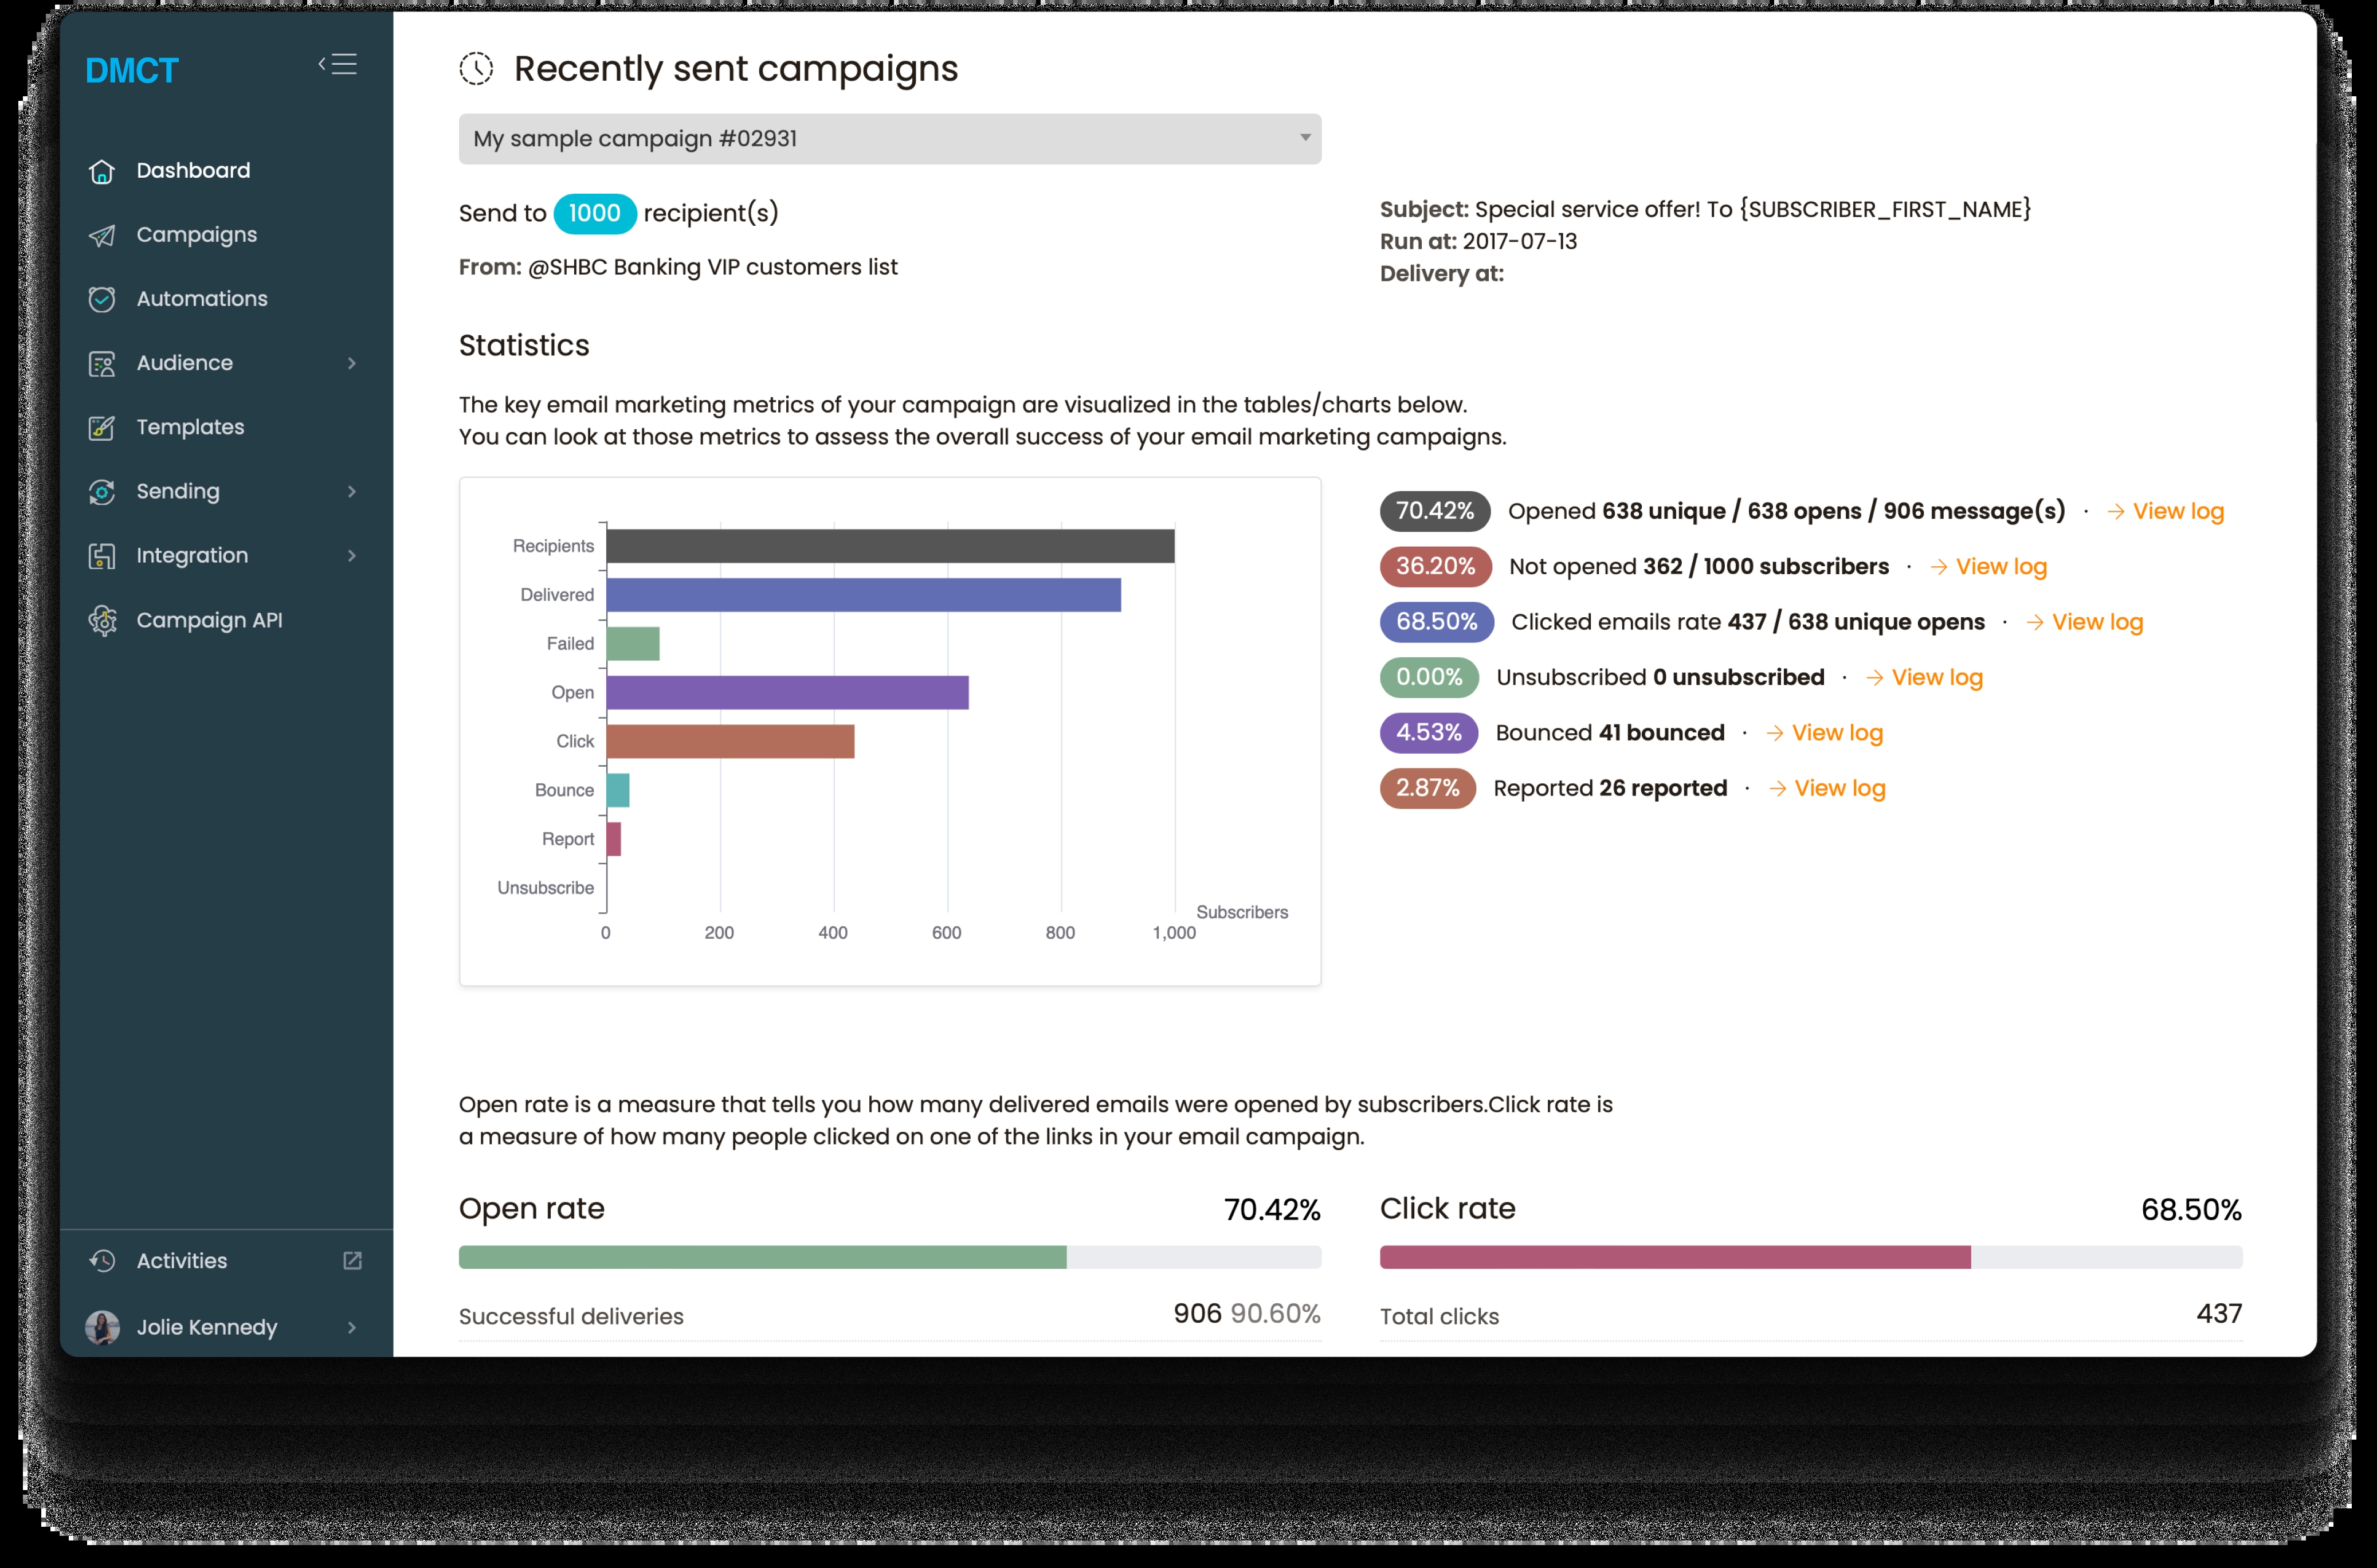 DMCT
Dashboard
Campaigns
Automations
Audience
Templates
Sending
Integration
Campaign API
Activities
Jolie Kennedy
Recently sent campaigns
My sample campaign #02931
Send to 1000 recipient(s)
From: @SHBC Banking VIP customers list
Subject: Special service offer! To {SUBSCRIBER_FIRST_NAME}
Run at: 2017-07-13
Delivery at:
Statistics
The key email marketing metrics of your campaign are visualized in the tables/charts below.
You can look at those metrics to assess the overall success of your email marketing campaigns.
Recipients
Delivered
Failed
Open
Click
Bounce
Report
Unsubscribe
Subscribers
0 200 400 600 800 1,000
70.42% Opened 638 unique / 638 opens / 906 message(s) · → View log
36.20% Not opened 362 / 1000 subscribers · → View log
68.50% Clicked emails rate 437 / 638 unique opens · → View log
0.00% Unsubscribed 0 unsubscribed · → View log
4.53% Bounced 41 bounced · → View log
2.87% Reported 26 reported · → View log
Open rate is a measure that tells you how many delivered emails were opened by subscribers.Click rate is
a measure of how many people clicked on one of the links in your email campaign.
Open rate 70.42%
Successful deliveries 906 90.60%
Click rate 68.50%
Total clicks 437